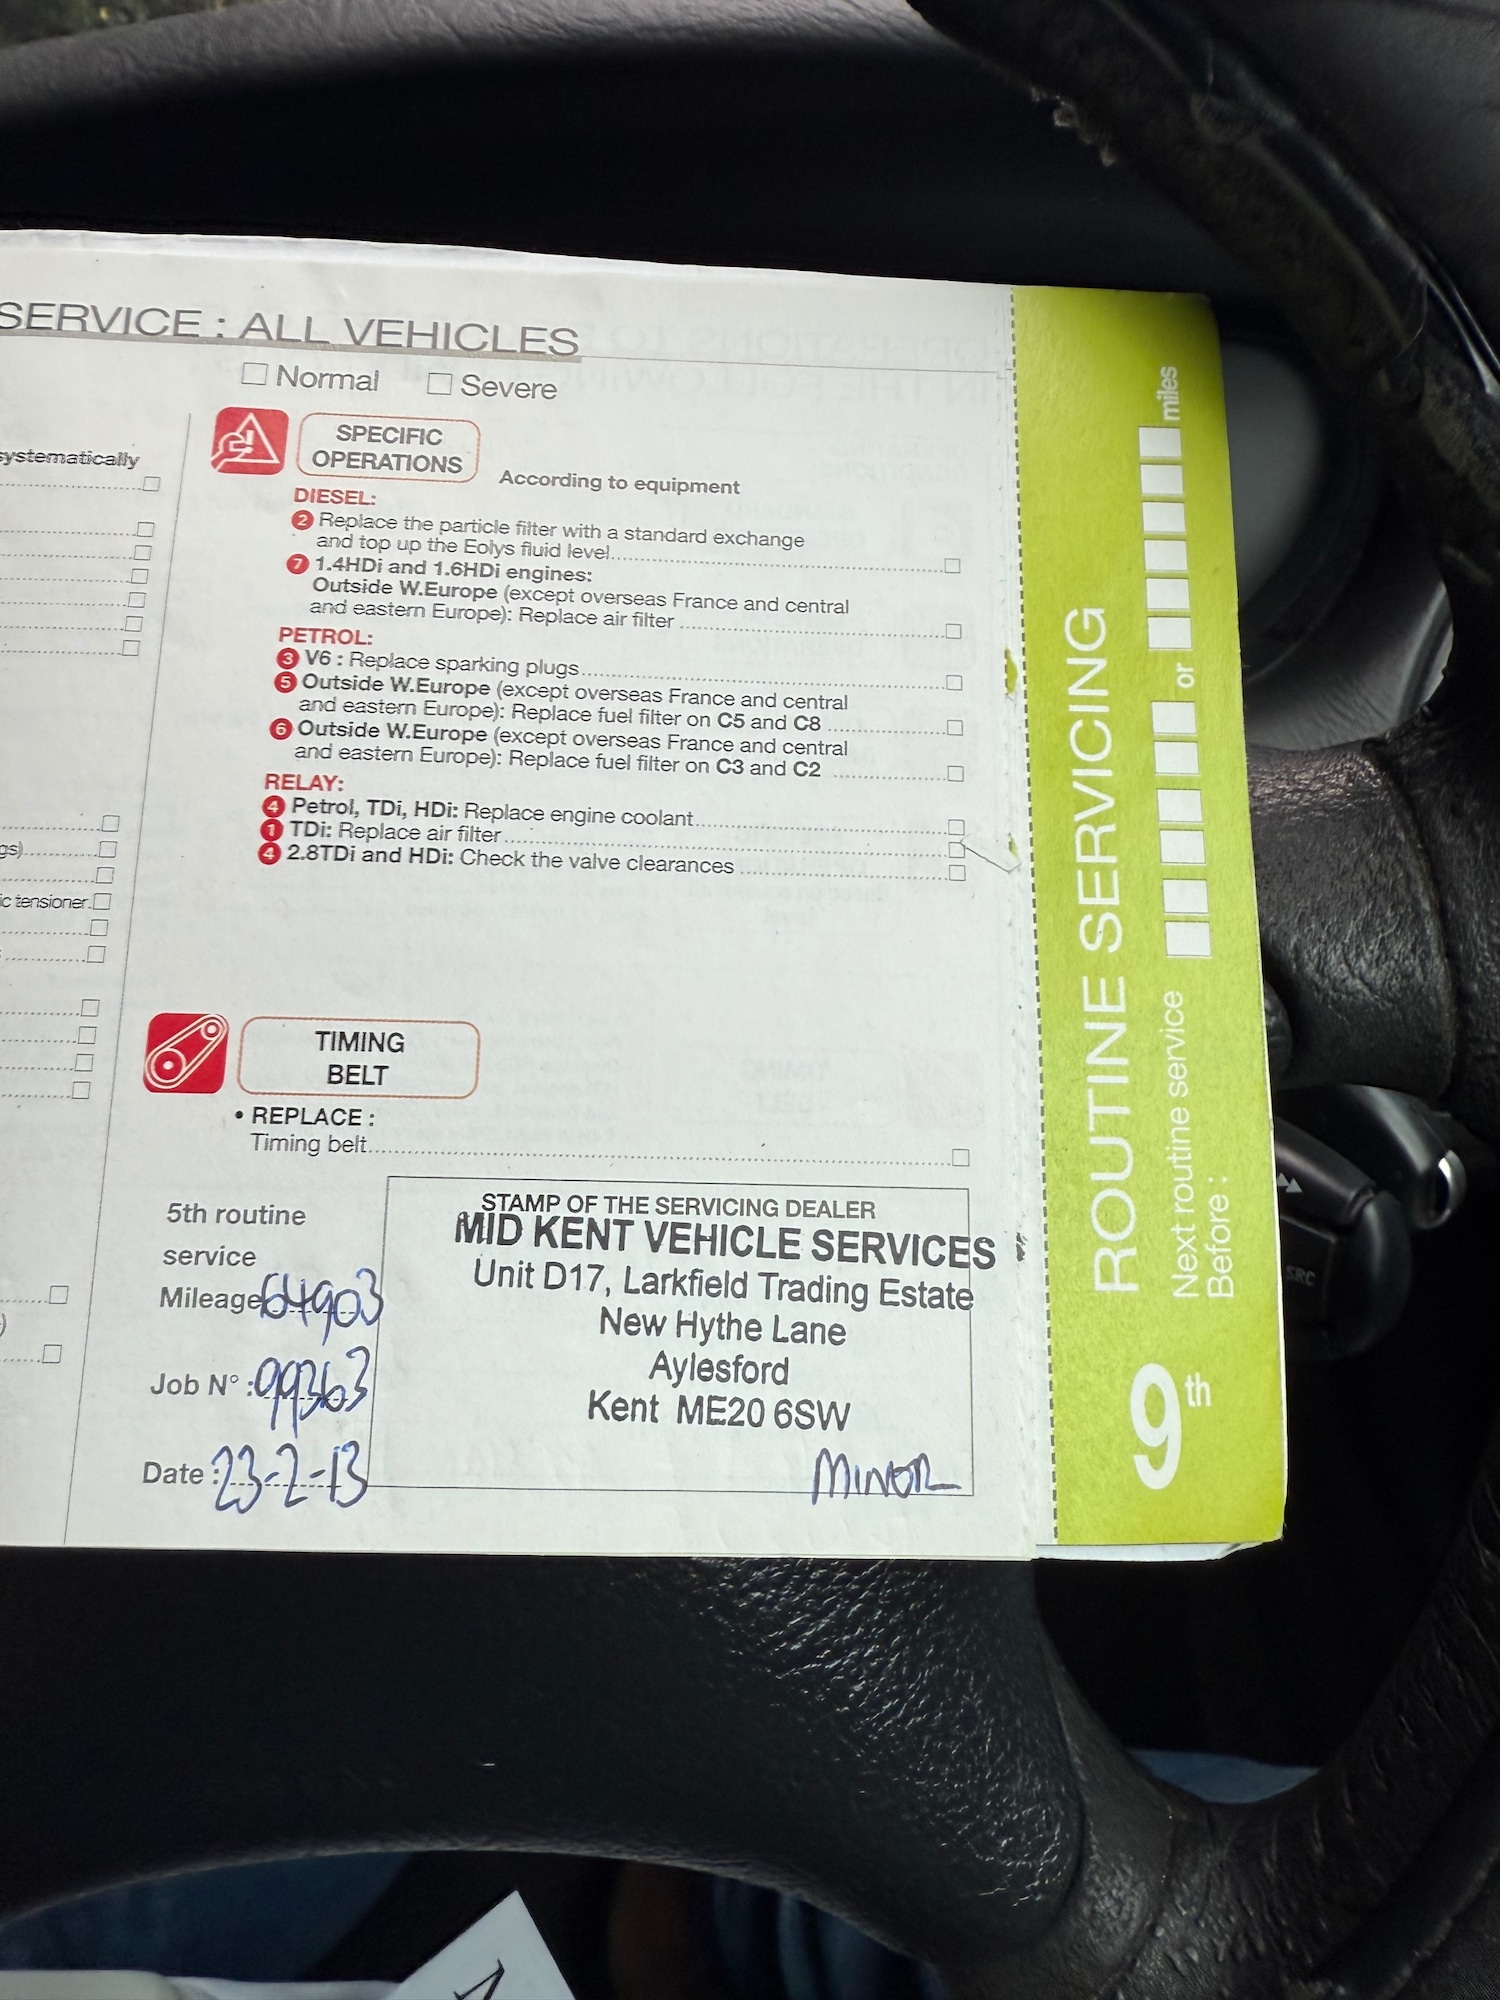 SERVICE : ALL VEHICLES
Normal Severe
systematically
SPECIFIC
OPERATIONS
According to equipment
DIESEL:
2 Replace the particle filter with a standard exchange
and top up the Eolys fluid level
7 1.4HDi and 1.6HDi engines:
Outside W.Europe (except overseas France and central
and eastern Europe): Replace air filter
PETROL:
3 V6 : Replace sparking plugs
5 Outside W.Europe (except overseas France and central
and eastern Europe): Replace fuel filter on C5 and C8
6 Outside W.Europe (except overseas France and central
and eastern Europe): Replace fuel filter on C3 and C2
RELAY:
4 Petrol, TDi, HDi: Replace engine coolant
1 TDi: Replace air filter
4 2.8TDi and HDi: Check the valve clearances
gs)
ic tensioner
TIMING
BELT
• REPLACE :
Timing belt
5th routine
service
Mileage 64903
Job N° : 99363
Date : 23-2-13
STAMP OF THE SERVICING DEALER
MID KENT VEHICLE SERVICES
Unit D17, Larkfield Trading Estate
New Hythe Lane
Aylesford
Kent ME20 6SW
MINOR
9th ROUTINE SERVICING
Next routine service
Before : or miles
SRC